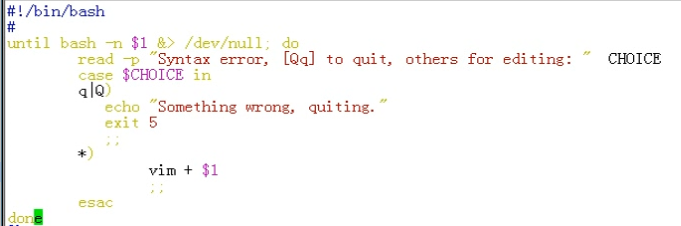 #!/bin/bash
#
until bash -n $1 &> /dev/null; do
read -p "Syntax error, [Qq] to quit, others for editing: " CHOICE
case $CHOICE in
q|Q)
echo "Something wrong, quiting."
exit 5
;;
*)
vim + $1
;;
esac
done